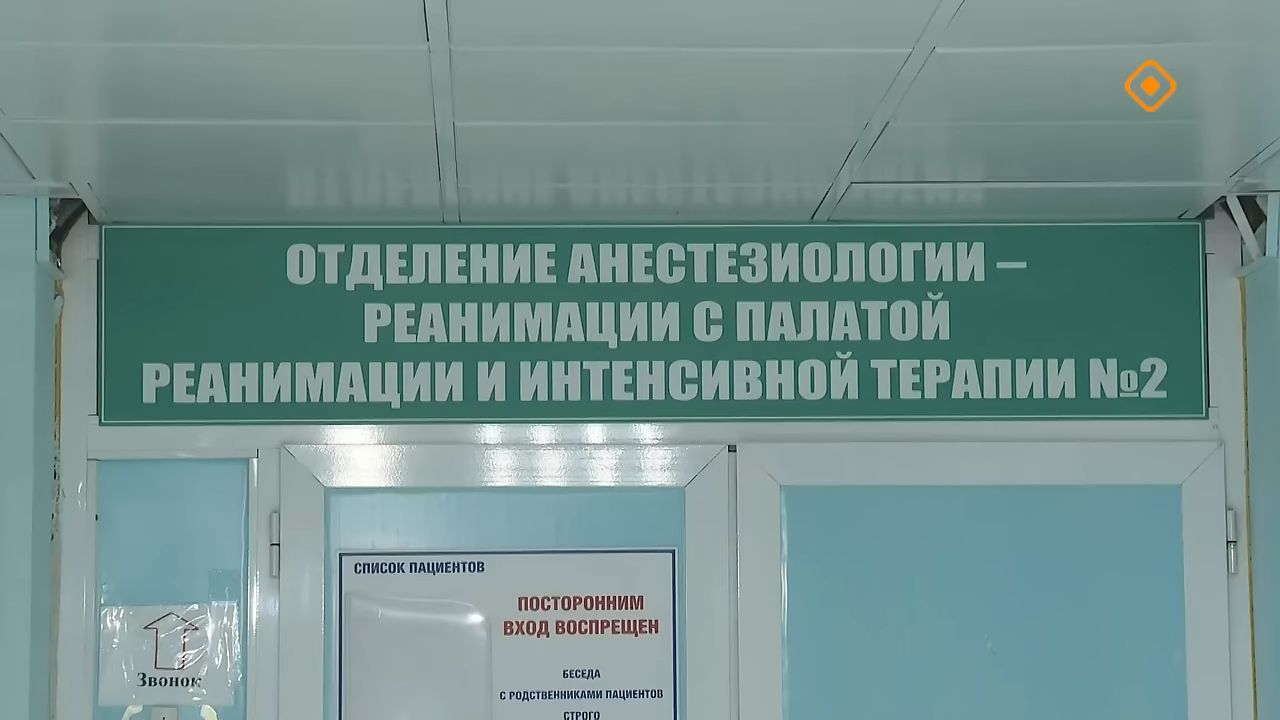 ОТДЕЛЕНИЕ АНЕСТЕЗИОЛОГИИ –
РЕАНИМАЦИИ С ПАЛАТОЙ
РЕАНИМАЦИИ И ИНТЕНСИВНОЙ ТЕРАПИИ №2
СПИСОК ПАЦИЕНТОВ
ПОСТОРОННИМ
ВХОД ВОСПРЕЩЕН
БЕСЕДА
С РОДСТВЕННИКАМИ ПАЦИЕНТОВ
СТРОГО
Звонок